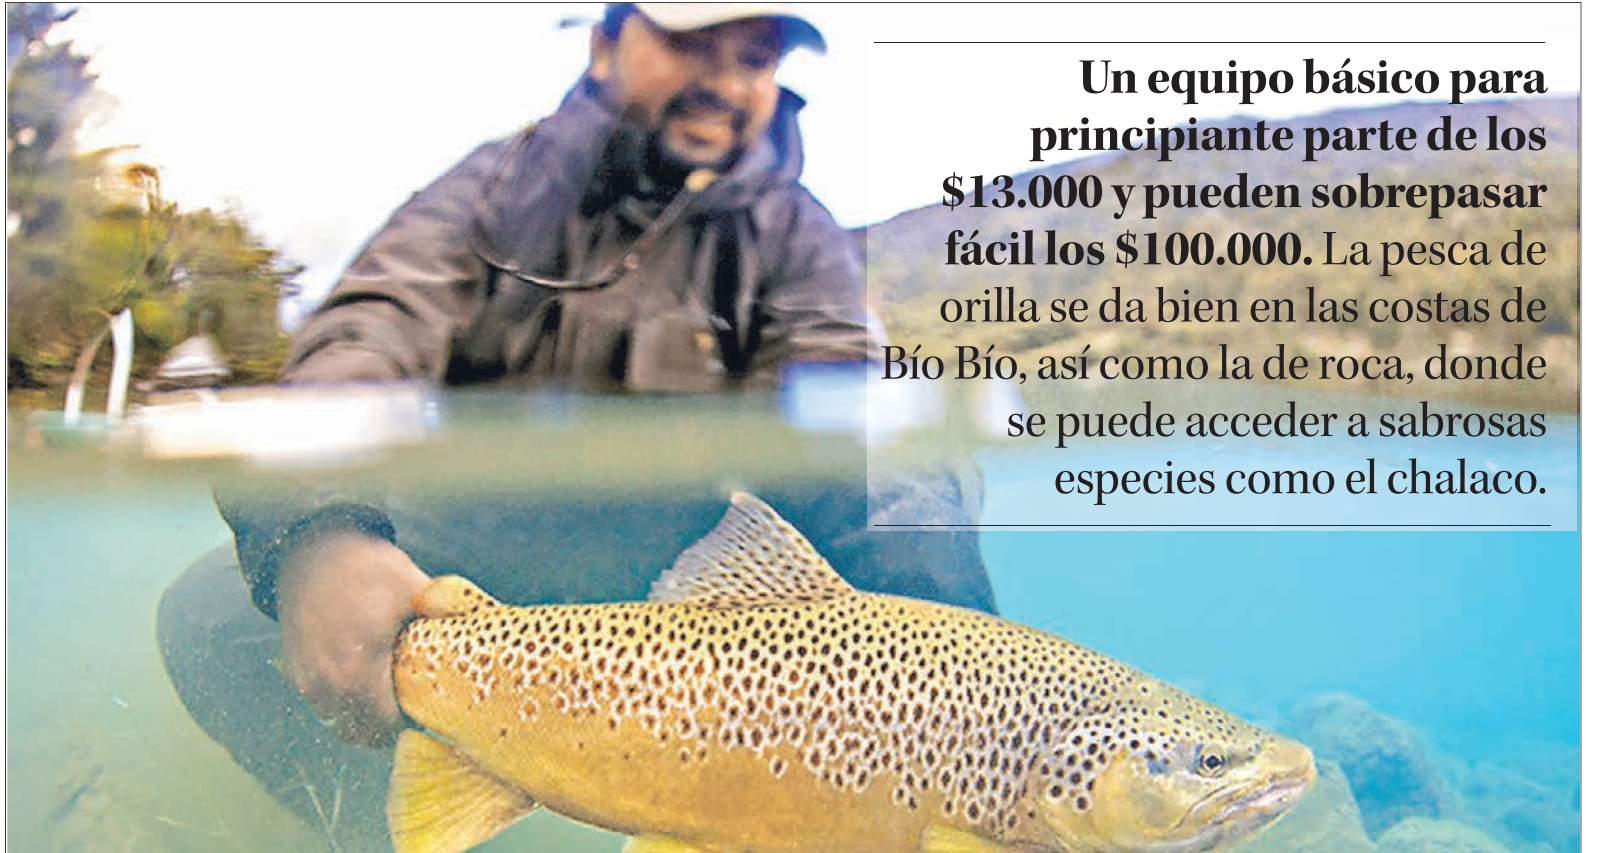 Un equipo básico para
principiante parte de los
$13.000 y pueden sobrepasar
fácil los $100.000. La pesca de
orilla se da bien en las costas de
Bío Bío, así como la de roca, donde
se puede acceder a sabrosas
especies como el chalaco.